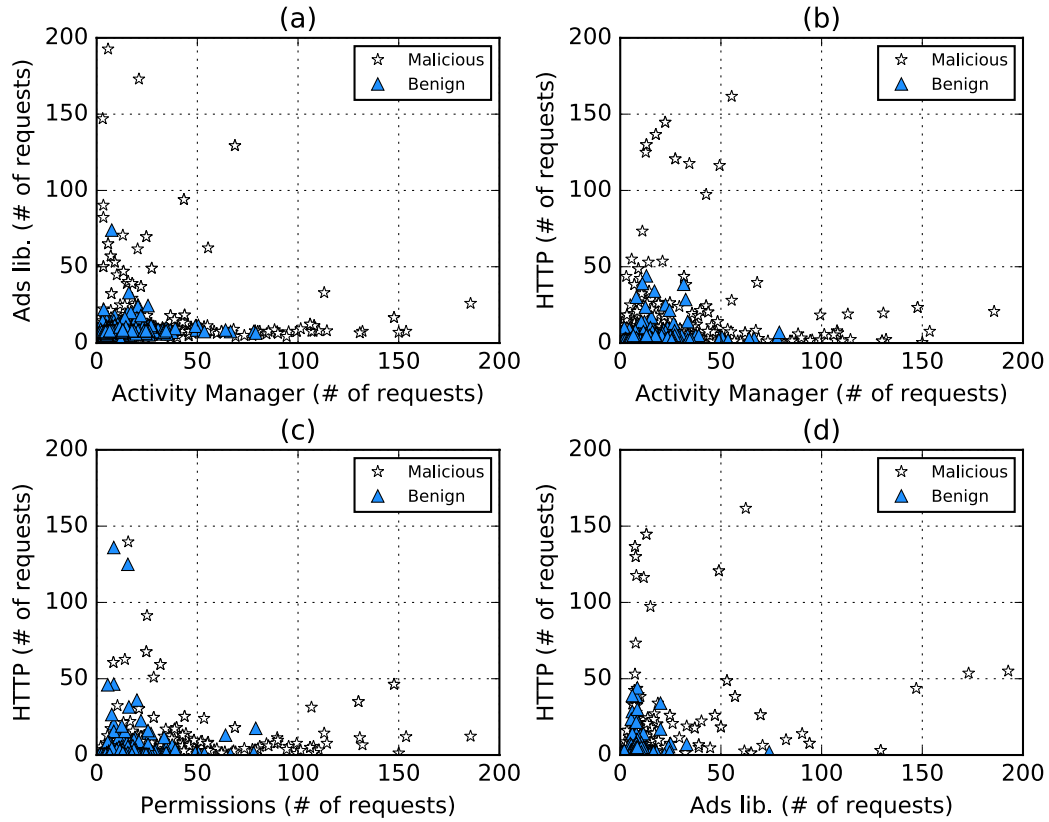 (a)
Ads lib. (# of requests)
200
150
100
50
0
Malicious
Benign
0 50 100 150 200
Activity Manager (# of requests)
(b)
HTTP (# of requests)
200
150
100
50
0
Malicious
Benign
0 50 100 150 200
Activity Manager (# of requests)
(c)
HTTP (# of requests)
200
150
100
50
0
Malicious
Benign
0 50 100 150 200
Permissions (# of requests)
(d)
HTTP (# of requests)
200
150
100
50
0
Malicious
Benign
0 50 100 150 200
Ads lib. (# of requests)